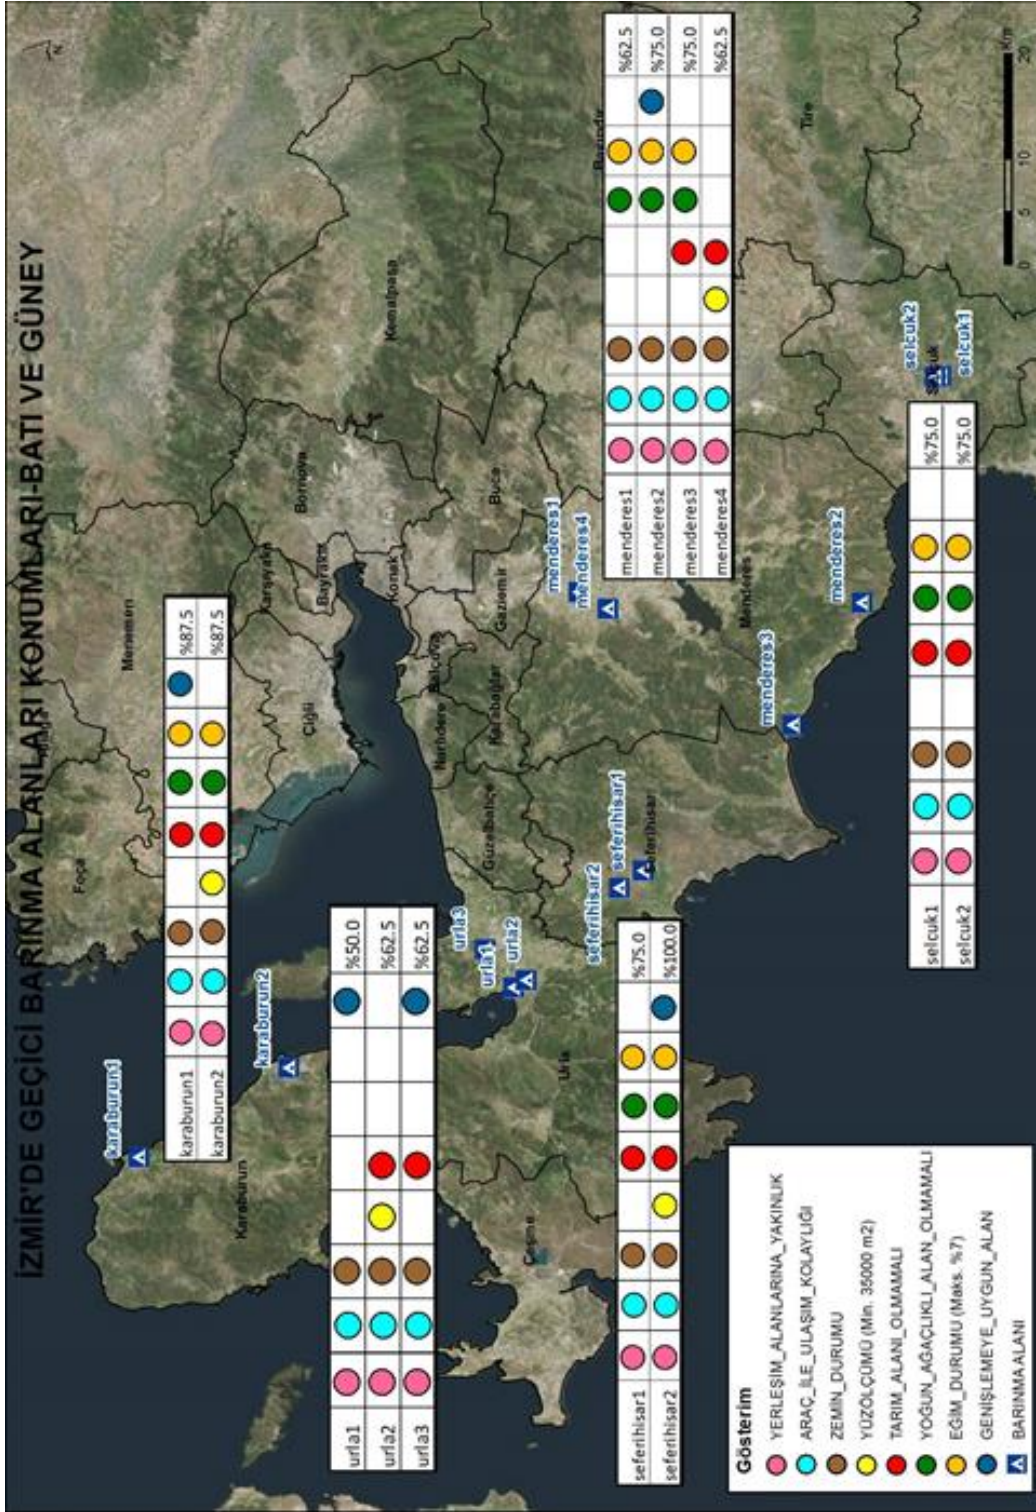 İZMİR'DE GEÇİCİ BARINMA ALANLARI KONUMLARI-BATI VE GÜNEY
N
Foça
Menemen
karaburun1
karaburun1 %87.5
karaburun2 %87.5
karaburun2
Karaburun
Çiğli
Karşıyaka
Bayraklı
Bornova
Kemalpaşa
Konak
Balçova
Narlıdere
Karabağlar
Gaziemir
Buca
Güzelbahçe
urla1 %50.0
urla2 %62.5
urla3 %62.5
urla3
urla1
urla2
Urla
Çeşme
seferihisar2
seferihisar1
Seferihisar
seferihisar1 %75.0
seferihisar2 %100.0
menderes1
menderes4
menderes1 %62.5
menderes2 %75.0
menderes3 %75.0
menderes4 %62.5
Tire
Menderes
menderes3
menderes2
selcuk2
selcuk1
selcuk1 %75.0
selcuk2 %75.0
Gösterim
YERLEŞİM_ALANLARINA_YAKINLIK
ARAÇ_İLE_ULAŞIM_KOLAYLIĞI
ZEMİN_DURUMU
YÜZÖLÇÜMÜ (Min. 35000 m2)
TARIM_ALANI_OLMAMALI
YOĞUN_AĞAÇLIKLI_ALAN_OLMAMALI
EĞİM_DURUMU (Maks. %7)
GENİŞLEMEYE_UYGUN_ALAN
BARINMA ALANI
0 5 10 20
Km